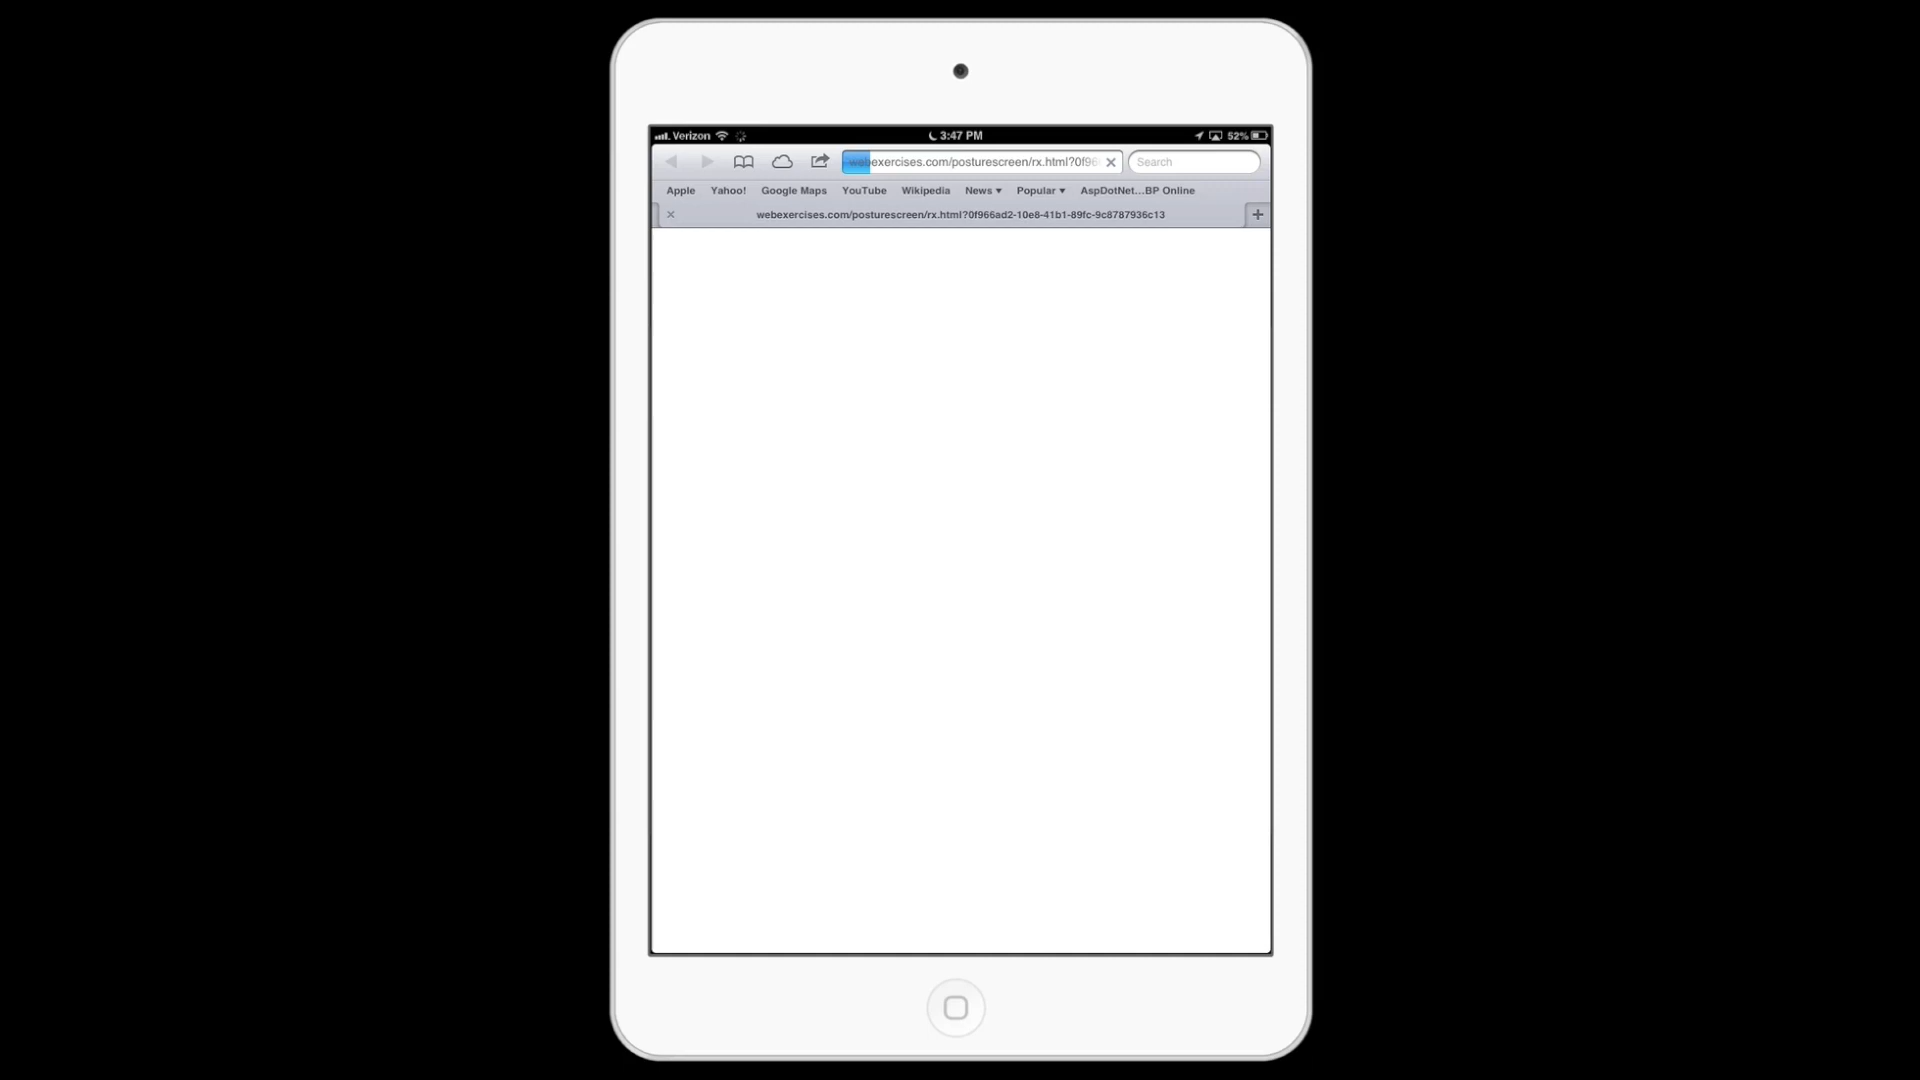 Verizon 3:47 PM 52%
webexercises.com/posturescreen/rx.html?0f96 Search
Apple Yahoo! Google Maps YouTube Wikipedia News Popular AspDotNet...BP Online
webexercises.com/posturescreen/rx.html?0f966ad2-10e8-41b1-89fc-9c8787936c13